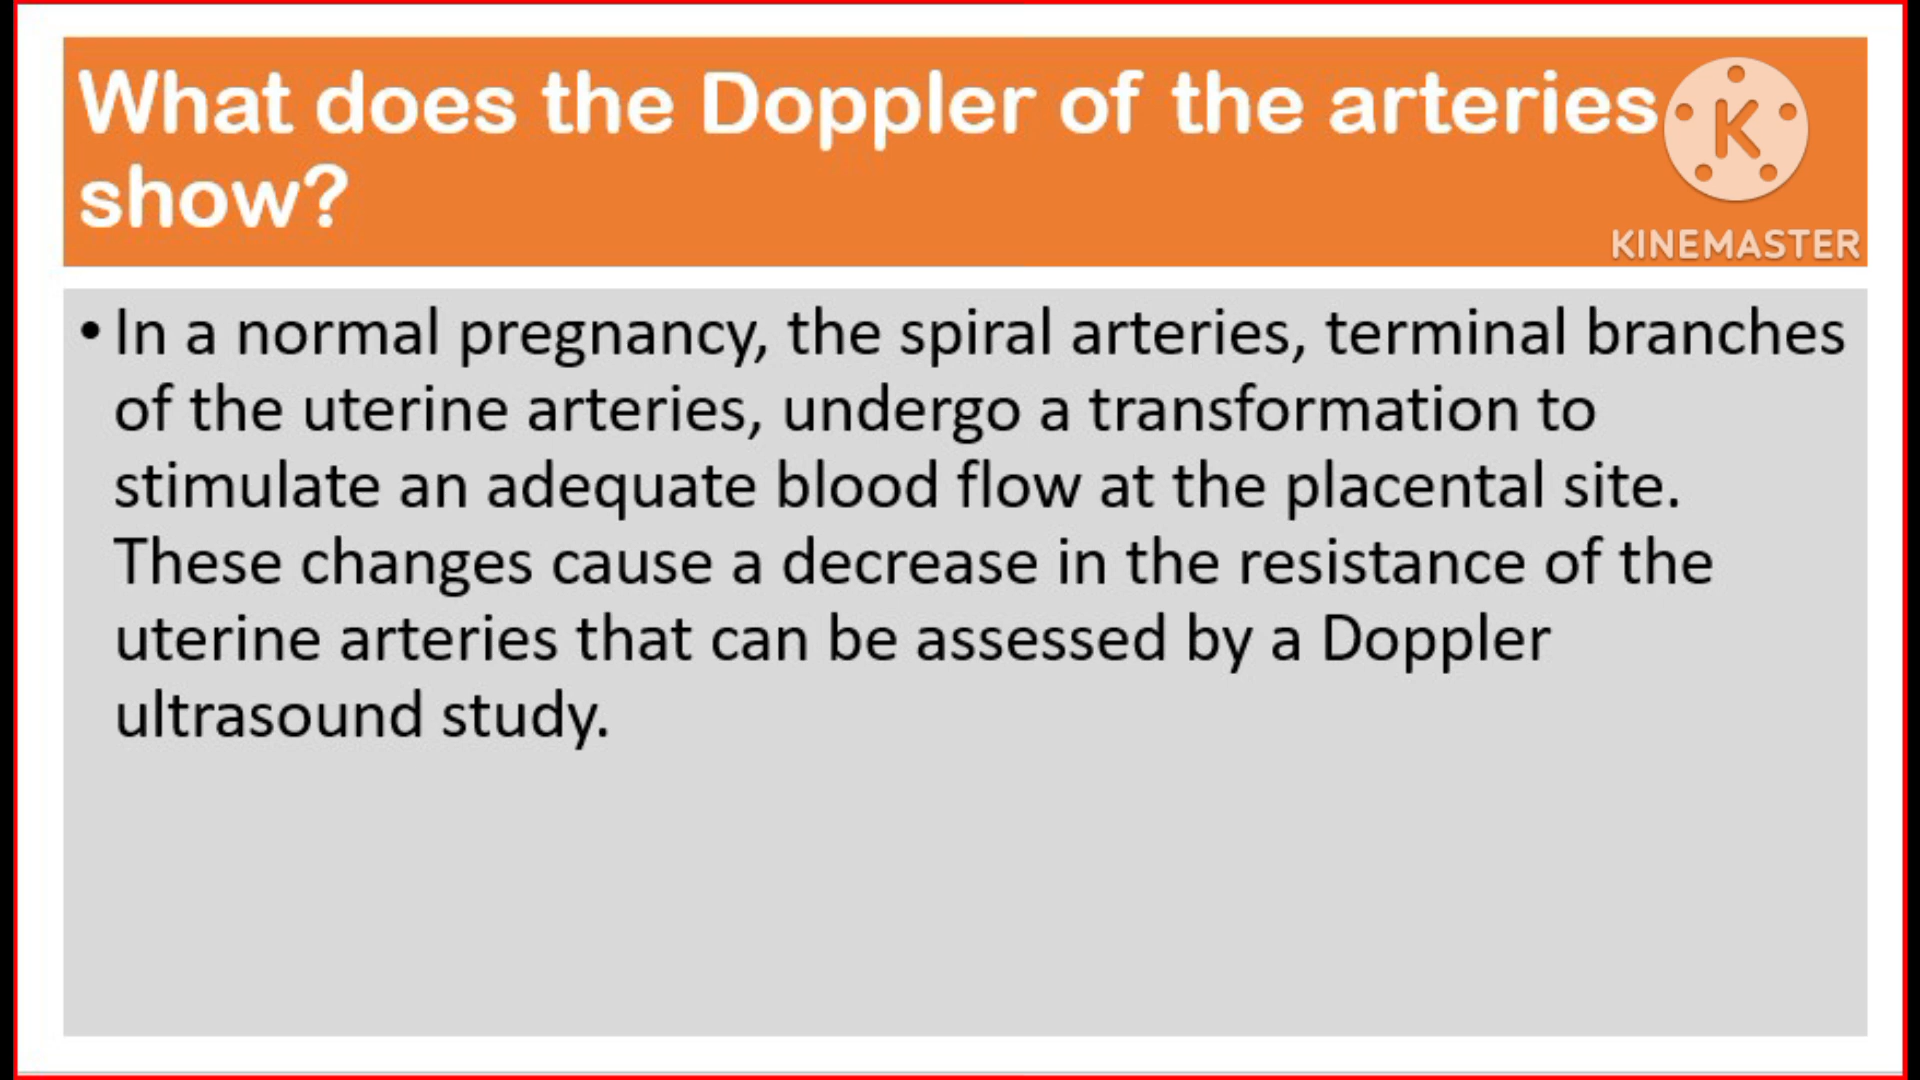 What does the Doppler of the arteries
show?
K
KINEMASTER
• In a normal pregnancy, the spiral arteries, terminal branches
of the uterine arteries, undergo a transformation to
stimulate an adequate blood flow at the placental site.
These changes cause a decrease in the resistance of the
uterine arteries that can be assessed by a Doppler
ultrasound study.